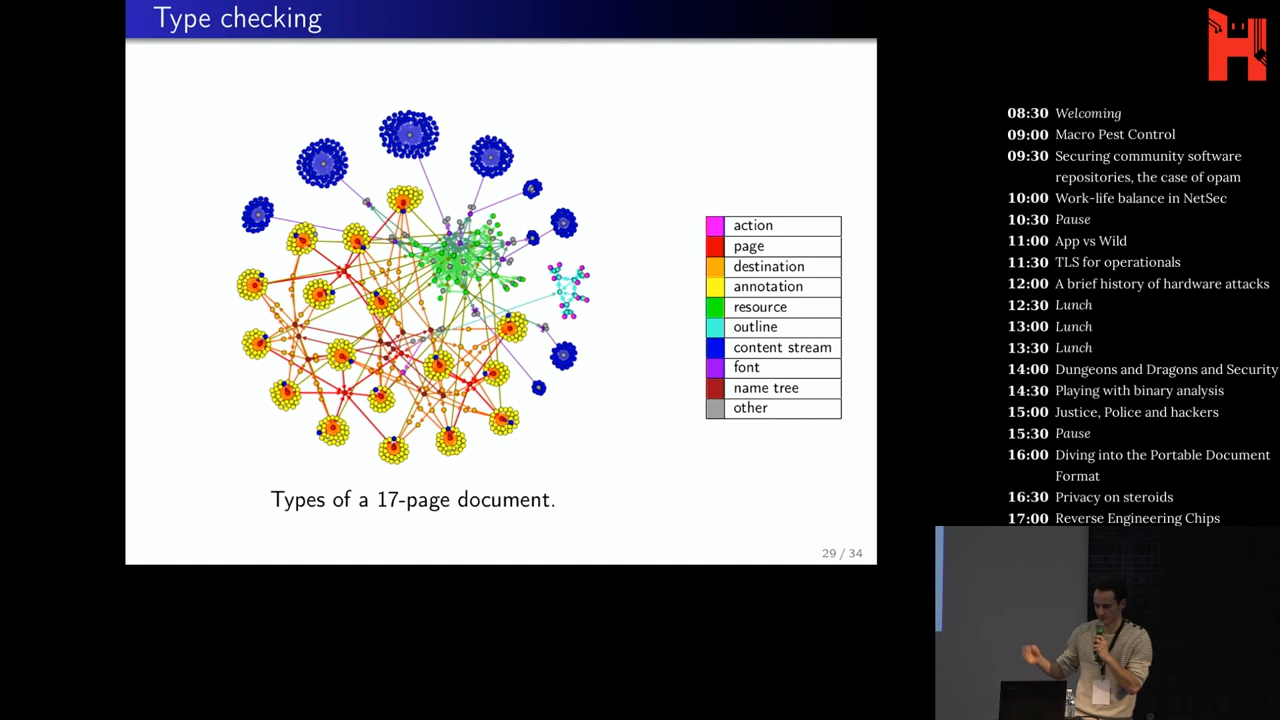 Type checking
action
page
destination
annotation
resource
outline
content stream
font
name tree
other
Types of a 17-page document.
29 / 34
08:30 Welcoming
09:00 Macro Pest Control
09:30 Securing community software
repositories, the case of opam
10:00 Work-life balance in NetSec
10:30 Pause
11:00 App vs Wild
11:30 TLS for operationals
12:00 A brief history of hardware attacks
12:30 Lunch
13:00 Lunch
13:30 Lunch
14:00 Dungeons and Dragons and Security
14:30 Playing with binary analysis
15:00 Justice, Police and hackers
15:30 Pause
16:00 Diving into the Portable Document
Format
16:30 Privacy on steroids
17:00 Reverse Engineering Chips